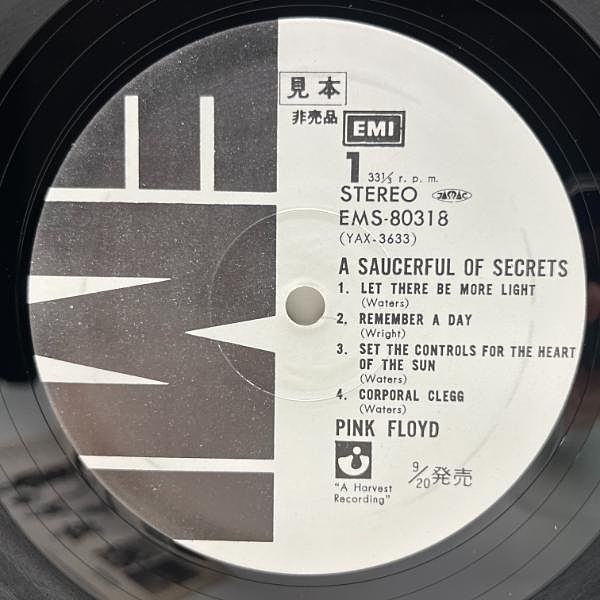 見本
非売品
EMI
1
33⅓ r. p. m.
STEREO JASRAC
EMS-80318
(YAX-3633)
A SAUCERFUL OF SECRETS
1. LET THERE BE MORE LIGHT
(Waters)
2. REMEMBER A DAY
(Wright)
3. SET THE CONTROLS FOR THE HEART
OF THE SUN
(Waters)
4. CORPORAL CLEGG
(Waters)
PINK FLOYD
"A Harvest
Recording"
9/20発売
EMI